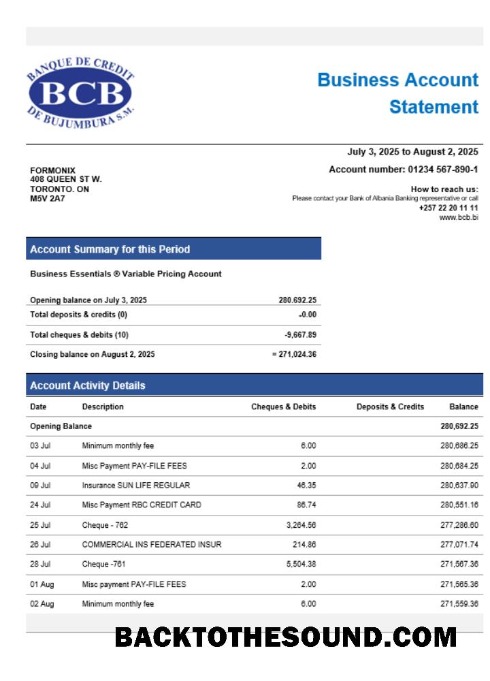 BANQUE DE CREDIT
BCB
DE BUJUMBURA S.M.
Business Account
Statement
July 3, 2025 to August 2, 2025
FORMONIX
408 QUEEN ST W.
TORONTO. ON
M5V 2A7
Account number: 01234 567-890-1
How to reach us:
Please contact your Bank of Albania Banking representative or call
+257 22 20 11 11
www.bcb.bi
Account Summary for this Period
Business Essentials ® Variable Pricing Account
Opening balance on July 3, 2025 280,692.25
Total deposits & credits (0) -0.00
Total cheques & debits (10) -9,667.89
Closing balance on August 2, 2025 = 271,024.36
Account Activity Details
Date Description Cheques & Debits Deposits & Credits Balance
Opening Balance 280,692.25
03 Jul Minimum monthly fee 6.00 280,686.25
04 Jul Misc Payment PAY-FILE FEES 2.00 280,684.25
09 Jul Insurance SUN LIFE REGULAR 46.35 280,637.90
24 Jul Misc Payment RBC CREDIT CARD 86.74 280,551.16
25 Jul Cheque - 762 3,264.56 277,286.60
26 Jul COMMERCIAL INS FEDERATED INSUR 214.86 277,071.74
28 Jul Cheque -761 5,504.38 271,567.36
01 Aug Misc payment PAY-FILE FEES 2.00 271,565.36
02 Aug Minimum monthly fee 6.00 271,559.36
BACKTOTHESOUND.COM